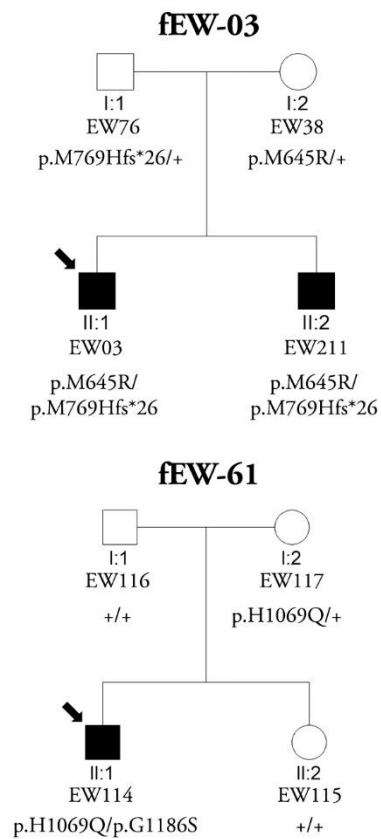 fEW-03
I:1 I:2
EW76 EW38
p.M769Hfs*26/+ p.M645R/+
II:1 II:2
EW03 EW211
p.M645R/ p.M645R/
p.M769Hfs*26 p.M769Hfs*26
fEW-61
I:1 I:2
EW116 EW117
+/+ p.H1069Q/+
II:1 II:2
EW114 EW115
p.H1069Q/p.G1186S +/+